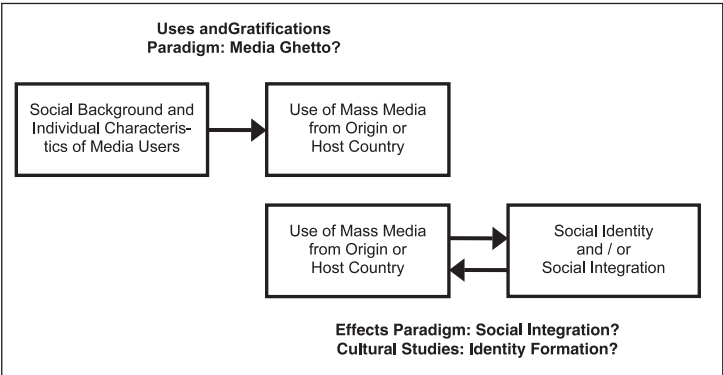 Uses andGratifications
Paradigm: Media Ghetto?
Social Background and
Individual Characteris-
tics of Media Users
Use of Mass Media
from Origin or
Host Country
Use of Mass Media
from Origin or
Host Country
Social Identity
and / or
Social Integration
Effects Paradigm: Social Integration?
Cultural Studies: Identity Formation?